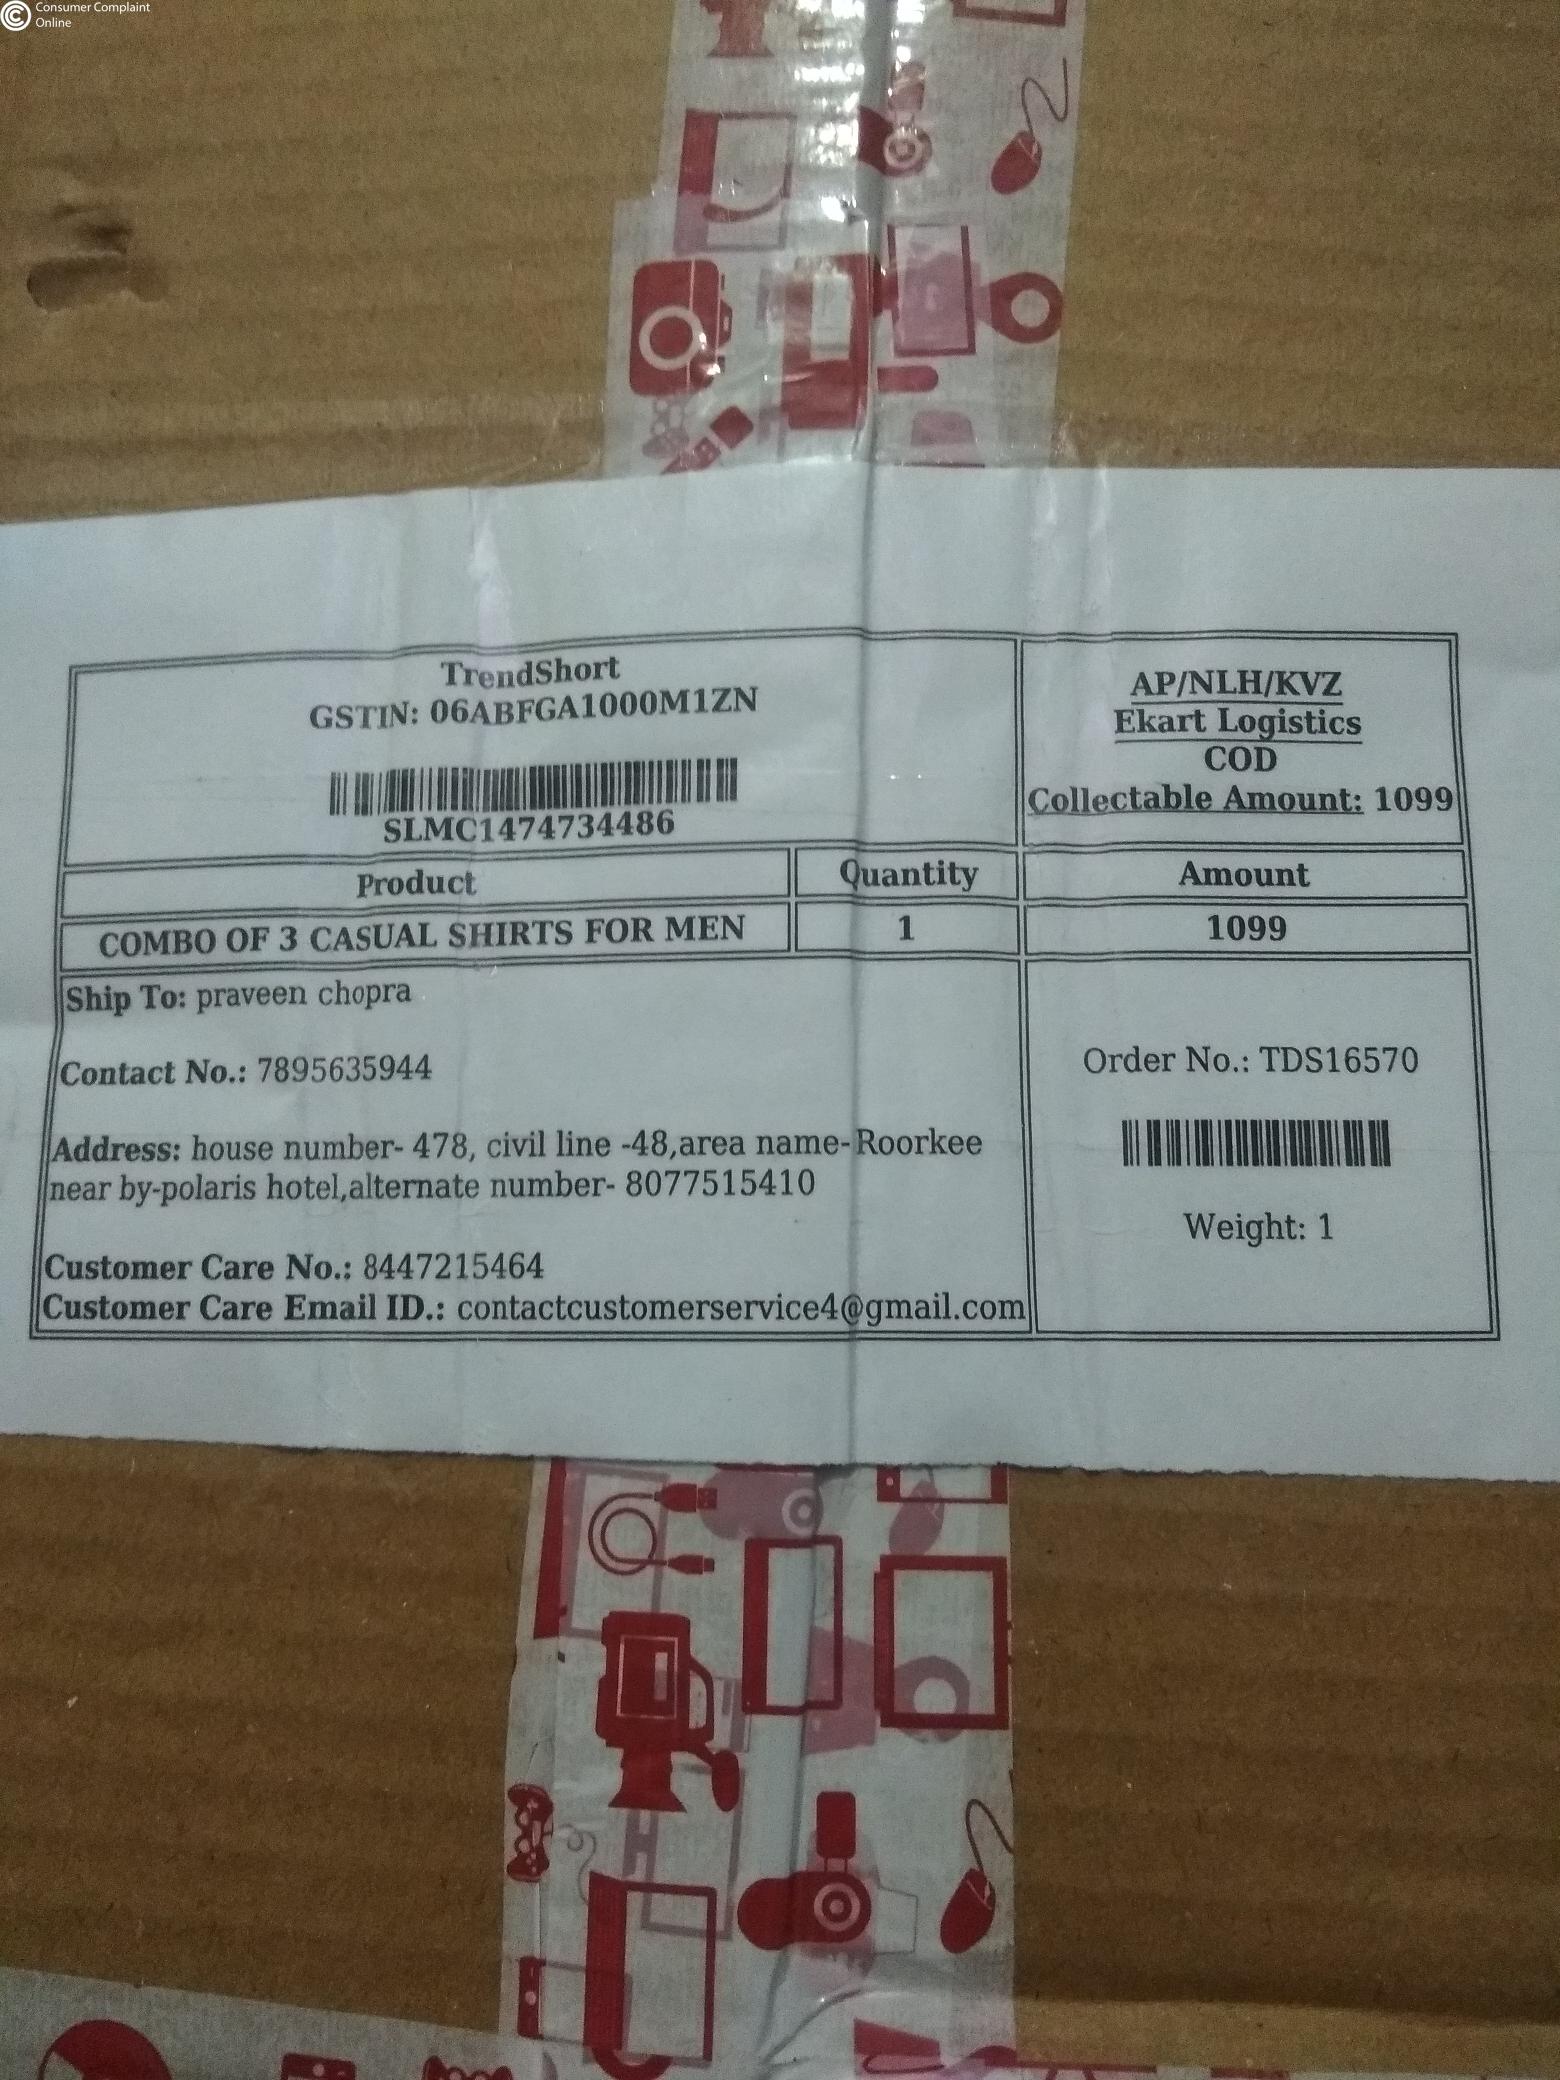 Consumer Complaint
Online
TrendShort
GSTIN: 06ABFGA1000M1ZN
SLMC1474734486
AP/NLH/KVZ
Ekart Logistics
COD
Collectable Amount: 1099
Product
Quantity
Amount
COMBO OF 3 CASUAL SHIRTS FOR MEN
1
1099
Ship To: praveen chopra
Contact No.: 7895635944
Address: house number- 478, civil line -48,area name-Roorkee
near by-polaris hotel,alternate number- 8077515410
Customer Care No.: 8447215464
Customer Care Email ID.: contactcustomerservice4@gmail.com
Order No.: TDS16570
Weight: 1